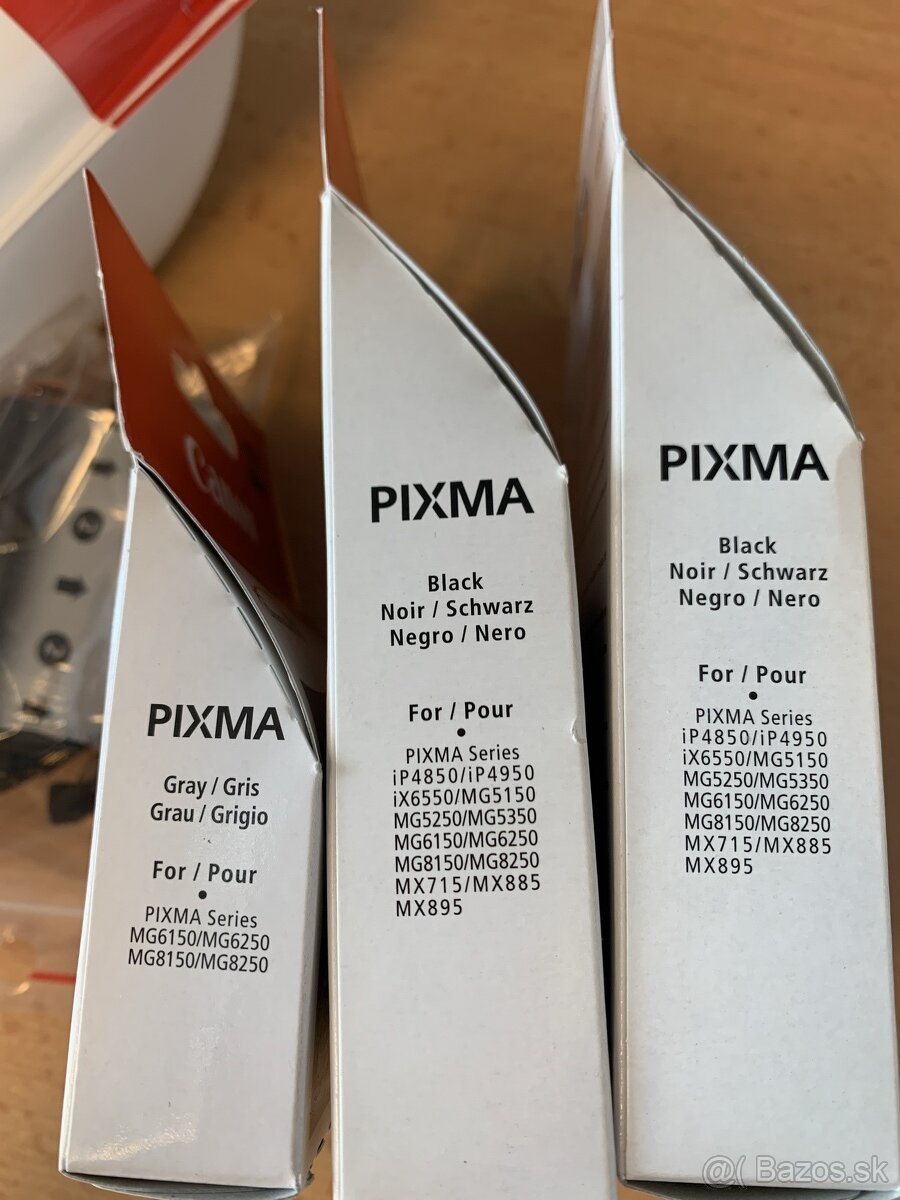 Canon
PIXMA
Gray / Gris
Grau / Grigio
For / Pour
•
PIXMA Series
MG6150/MG6250
MG8150/MG8250
PIXMA
Black
Noir / Schwarz
Negro / Nero
For / Pour
•
PIXMA Series
iP4850/iP4950
iX6550/MG5150
MG5250/MG5350
MG6150/MG6250
MG8150/MG8250
MX715/MX885
MX895
PIXMA
Black
Noir / Schwarz
Negro / Nero
For / Pour
•
PIXMA Series
iP4850/iP4950
iX6550/MG5150
MG5250/MG5350
MG6150/MG6250
MG8150/MG8250
MX715/MX885
MX895
@( Bazos.sk